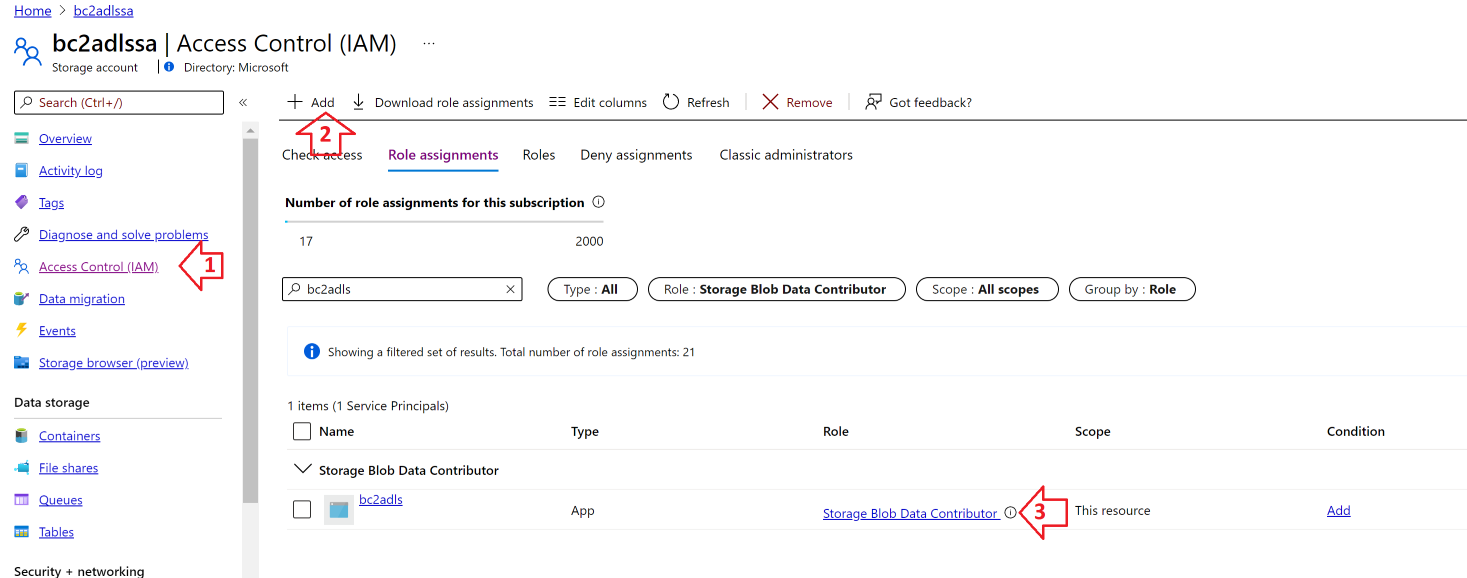 Home > bc2adlssa
bc2adlssa | Access Control (IAM) ...
Storage account Directory: Microsoft
Search (Ctrl+/) «
Add Download role assignments Edit columns Refresh Remove Got feedback?
2
Overview
Check access Role assignments Roles Deny assignments Classic administrators
Activity log
Tags
Number of role assignments for this subscription
Diagnose and solve problems
17 2000
Access Control (IAM) 1
bc2adls Type : All Role : Storage Blob Data Contributor Scope : All scopes Group by : Role
Data migration
Events
Showing a filtered set of results. Total number of role assignments: 21
Storage browser (preview)
Data storage
1 items (1 Service Principals)
Containers
Name Type Role Scope Condition
File shares
Storage Blob Data Contributor
Queues
bc2adls App Storage Blob Data Contributor 3 This resource Add
Tables
Security + networking